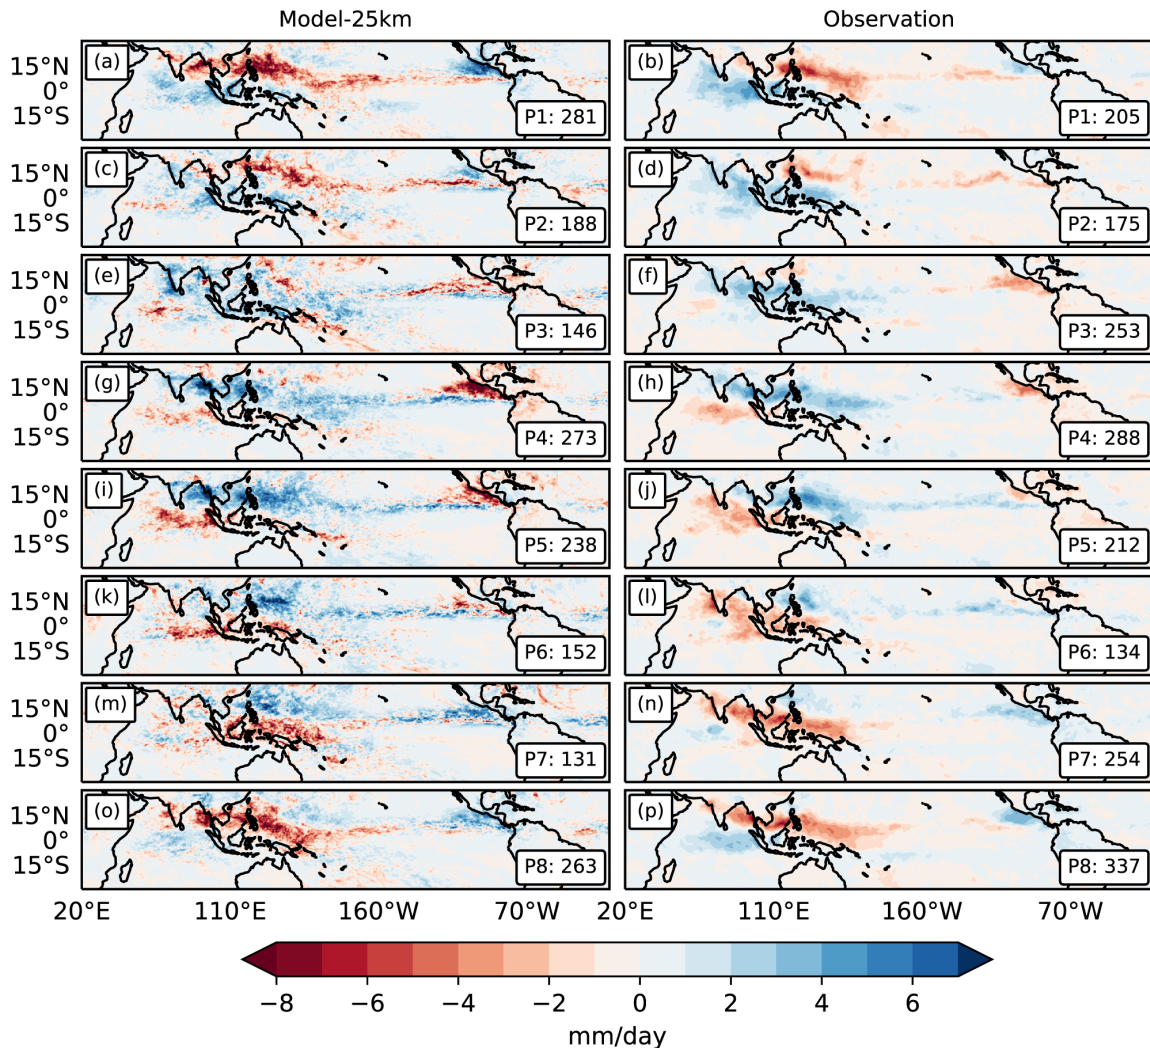 Model-25km Observation
15°N (a) (b)
0°
15°S P1: 281 P1: 205
15°N (c) (d)
0°
15°S P2: 188 P2: 175
15°N (e) (f)
0°
15°S P3: 146 P3: 253
15°N (g) (h)
0°
15°S P4: 273 P4: 288
15°N (i) (j)
0°
15°S P5: 238 P5: 212
15°N (k) (l)
0°
15°S P6: 152 P6: 134
15°N (m) (n)
0°
15°S P7: 131 P7: 254
15°N (o) (p)
0°
15°S P8: 263 P8: 337
20°E 110°E 160°W 70°W 20°E 110°E 160°W 70°W
−8 −6 −4 −2 0 2 4 6
mm/day